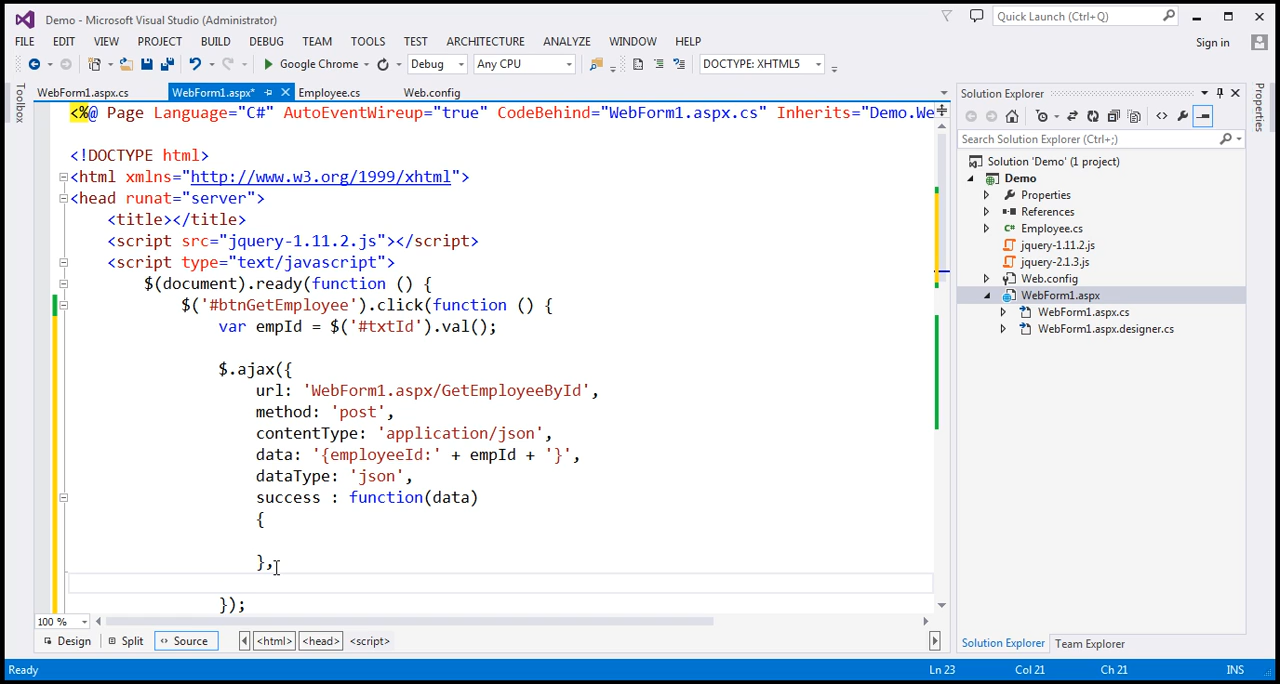 Demo - Microsoft Visual Studio (Administrator)
Quick Launch (Ctrl+Q)
FILE EDIT VIEW PROJECT BUILD DEBUG TEAM TOOLS TEST ARCHITECTURE ANALYZE WINDOW HELP
Sign in
Google Chrome Debug Any CPU DOCTYPE: XHTML5
Toolbox
WebForm1.aspx.cs WebForm1.aspx* Employee.cs Web.config
<%@ Page Language="C#" AutoEventWireup="true" CodeBehind="WebForm1.aspx.cs" Inherits="Demo.We
<!DOCTYPE html>
<html xmlns="http://www.w3.org/1999/xhtml">
<head runat="server">
<title></title>
<script src="jquery-1.11.2.js"></script>
<script type="text/javascript">
$(document).ready(function () {
$('#btnGetEmployee').click(function () {
var empId = $('#txtId').val();
$.ajax({
url: 'WebForm1.aspx/GetEmployeeById',
method: 'post',
contentType: 'application/json',
data: '{employeeId:' + empId + '}',
dataType: 'json',
success : function(data)
{
},
});
100 %
Design Split Source <html> <head> <script>
Solution Explorer
Search Solution Explorer (Ctrl+;)
Solution 'Demo' (1 project)
Demo
Properties
References
Employee.cs
jquery-1.11.2.js
jquery-2.1.3.js
Web.config
WebForm1.aspx
WebForm1.aspx.cs
WebForm1.aspx.designer.cs
Solution Explorer Team Explorer
Properties
Ready Ln 23 Col 21 Ch 21 INS